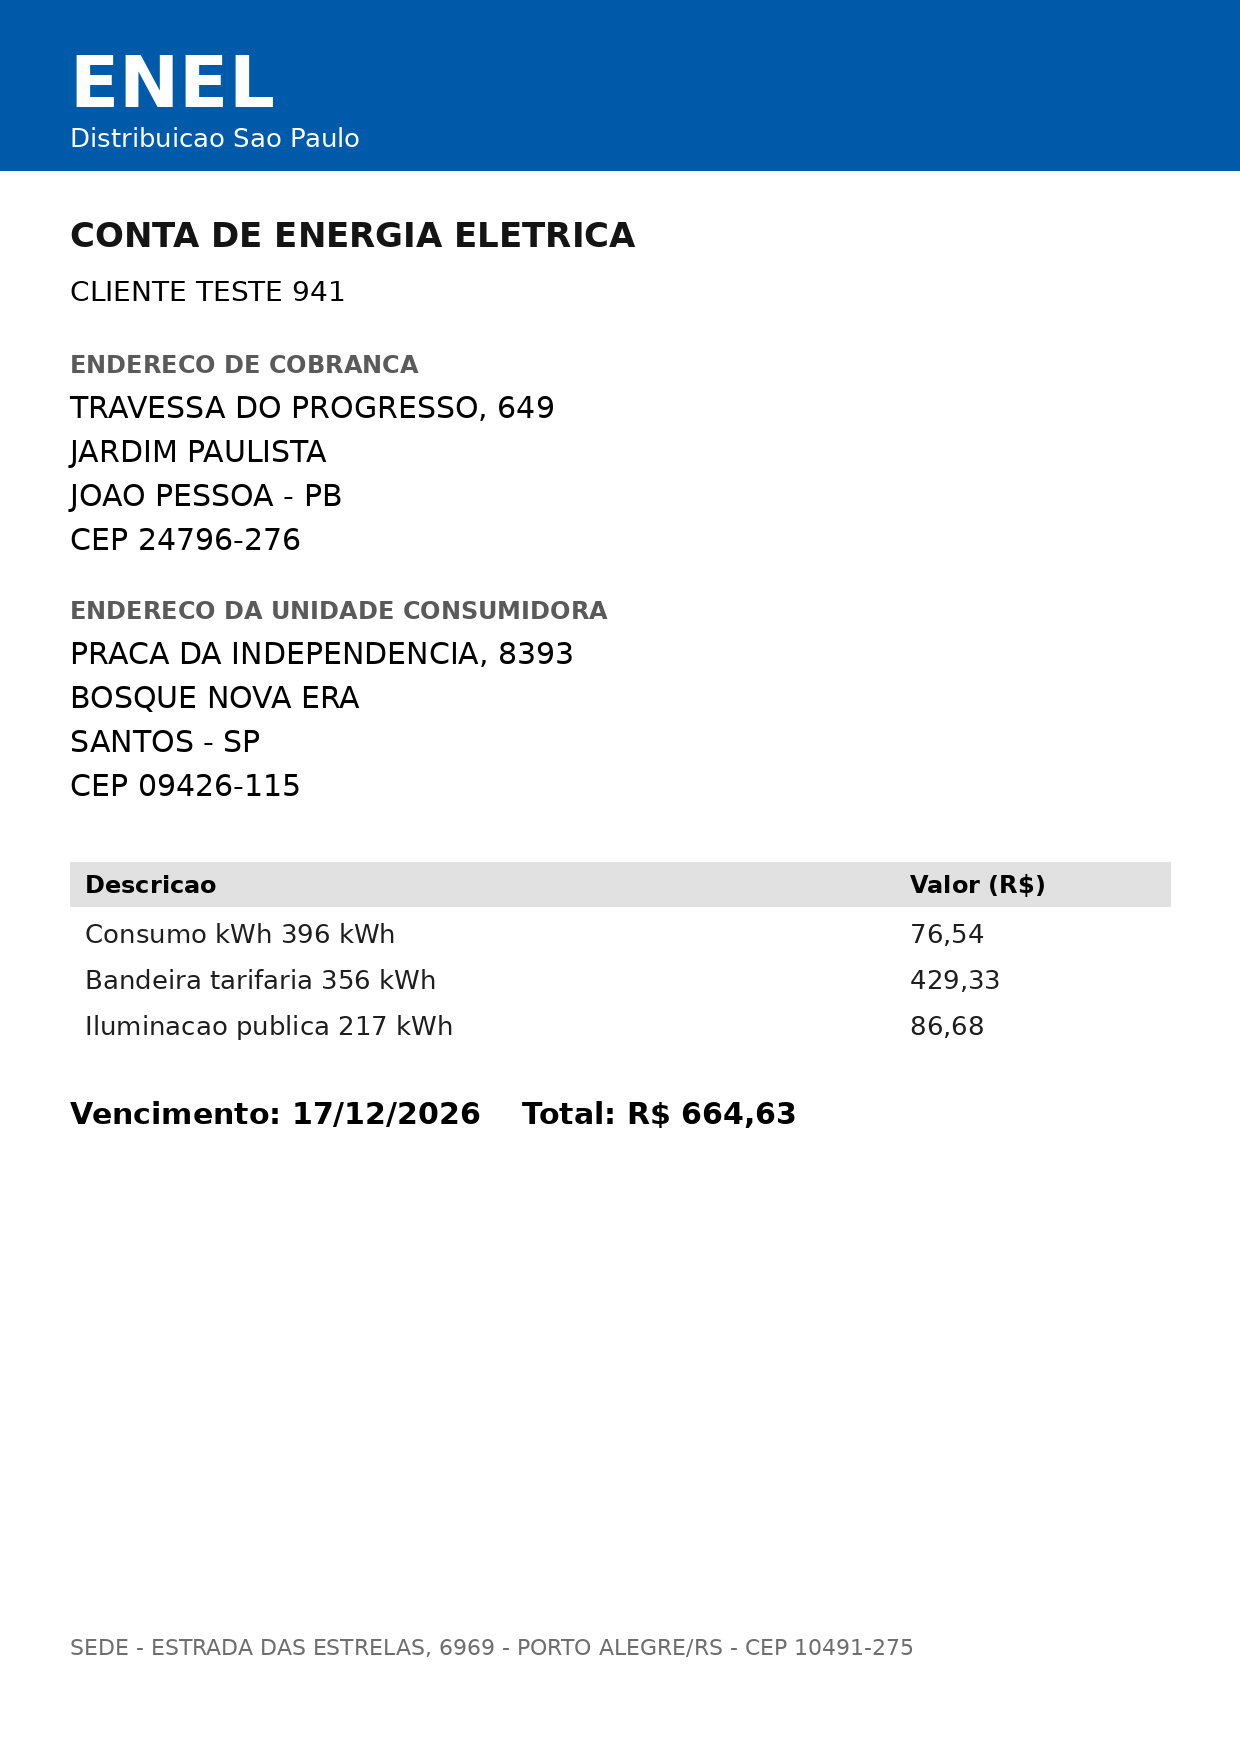 ENEL
Distribuicao Sao Paulo
CONTA DE ENERGIA ELETRICA
CLIENTE TESTE 941
ENDERECO DE COBRANCA
TRAVESSA DO PROGRESSO, 649
JARDIM PAULISTA
JOAO PESSOA - PB
CEP 24796-276
ENDERECO DA UNIDADE CONSUMIDORA
PRACA DA INDEPENDENCIA, 8393
BOSQUE NOVA ERA
SANTOS - SP
CEP 09426-115
Descricao Valor (R$)
Consumo kWh 396 kWh 76,54
Bandeira tarifaria 356 kWh 429,33
Iluminacao publica 217 kWh 86,68
Vencimento: 17/12/2026 Total: R$ 664,63
SEDE - ESTRADA DAS ESTRELAS, 6969 - PORTO ALEGRE/RS - CEP 10491-275